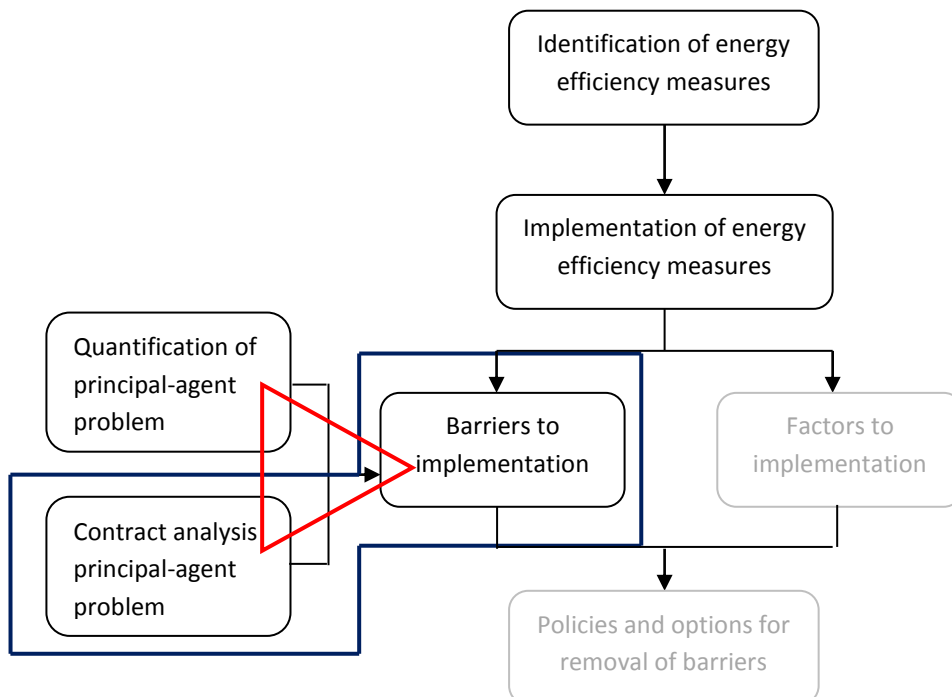 Identification of energy
efficiency measures
Implementation of energy
efficiency measures
Quantification of
principal-agent
problem
Barriers to
implementation
Factors to
implementation
Contract analysis
principal-agent
problem
Policies and options for
removal of barriers